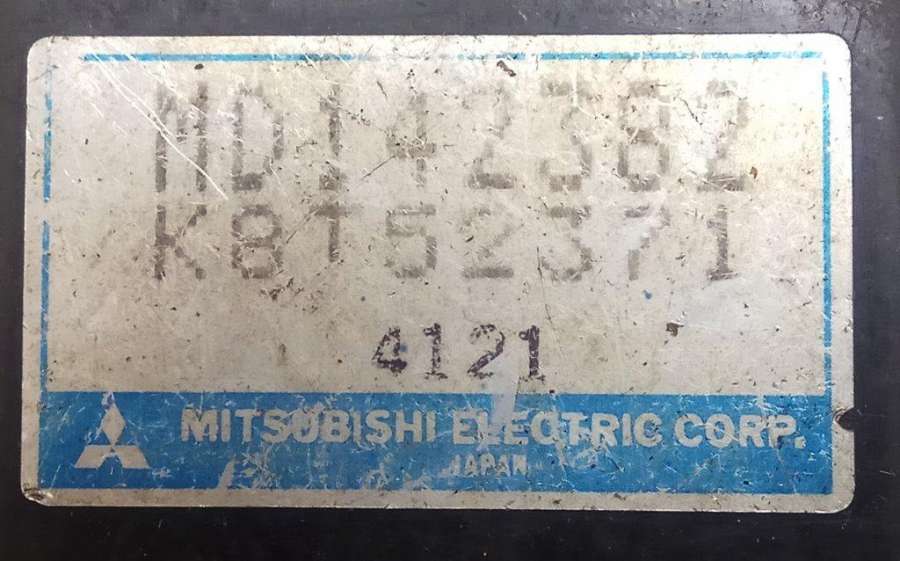 MD142382
K8T52371
4121
MITSUBISHI ELECTRIC CORP.
JAPAN